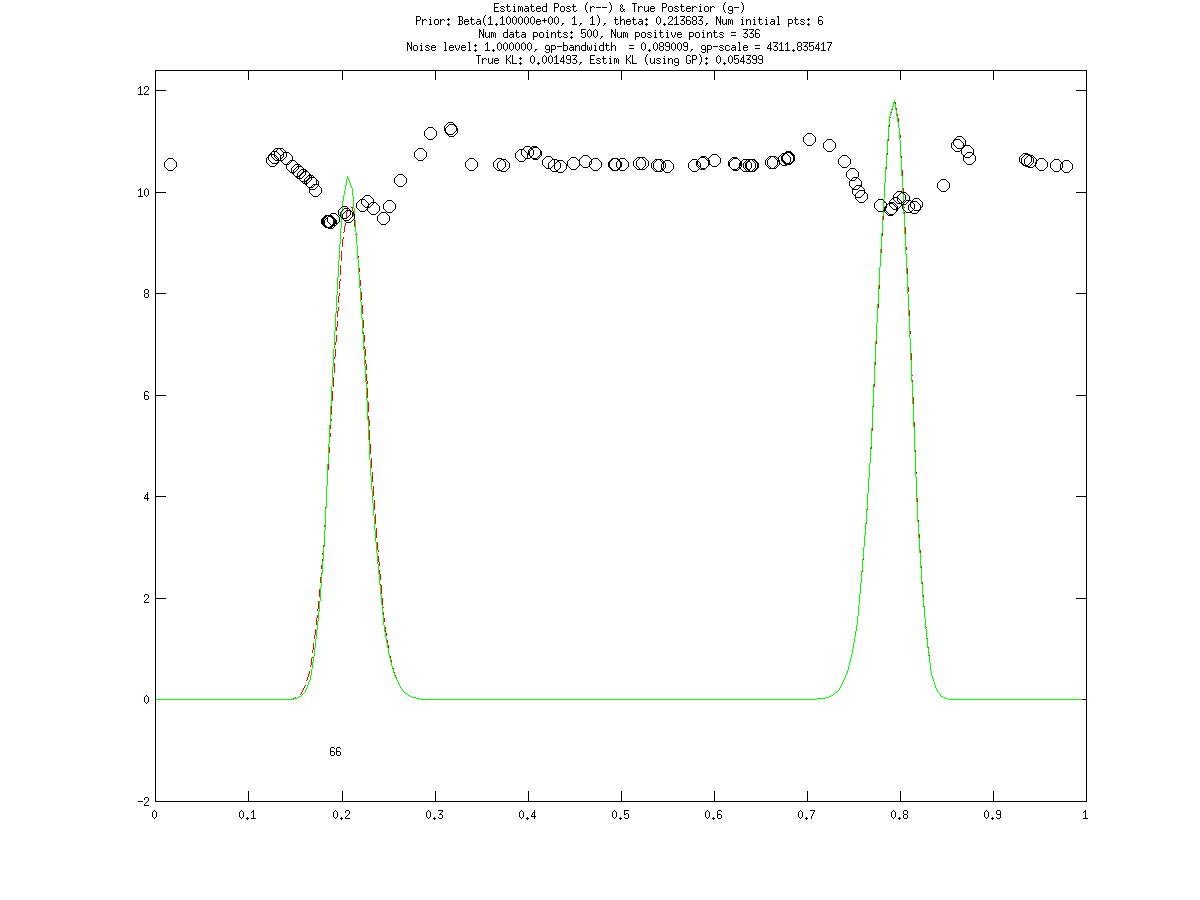 Estimated Post (r--) & True Posterior (g-)
Prior: Beta(1.100000e+00, 1, 1), theta: 0.213683, Num initial pts: 6
Num data points: 500, Num positive points = 336
Noise level: 1.000000, gp-bandwidth  = 0.089009, gp-scale = 4311.835417
True KL: 0.001493, Estim KL (using GP): 0.054399
12
10
8
6
4
2
0
66
-2
0 0.1 0.2 0.3 0.4 0.5 0.6 0.7 0.8 0.9 1